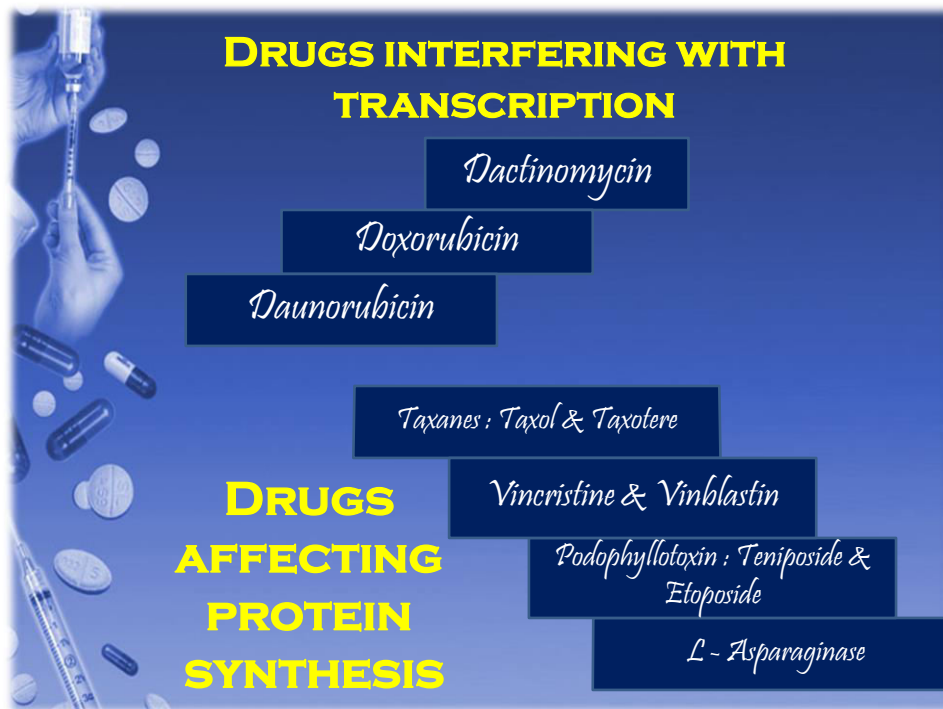 DRUGS INTERFERING WITH
TRANSCRIPTION
Dactinomycin
Doxorubicin
Daunorubicin
Taxanes : Taxol & Taxotere
Vincristine & Vinblastin
Podophyllotoxin : Teniposide &
Etoposide
L - Asparaginase
DRUGS
AFFECTING
PROTEIN
SYNTHESIS